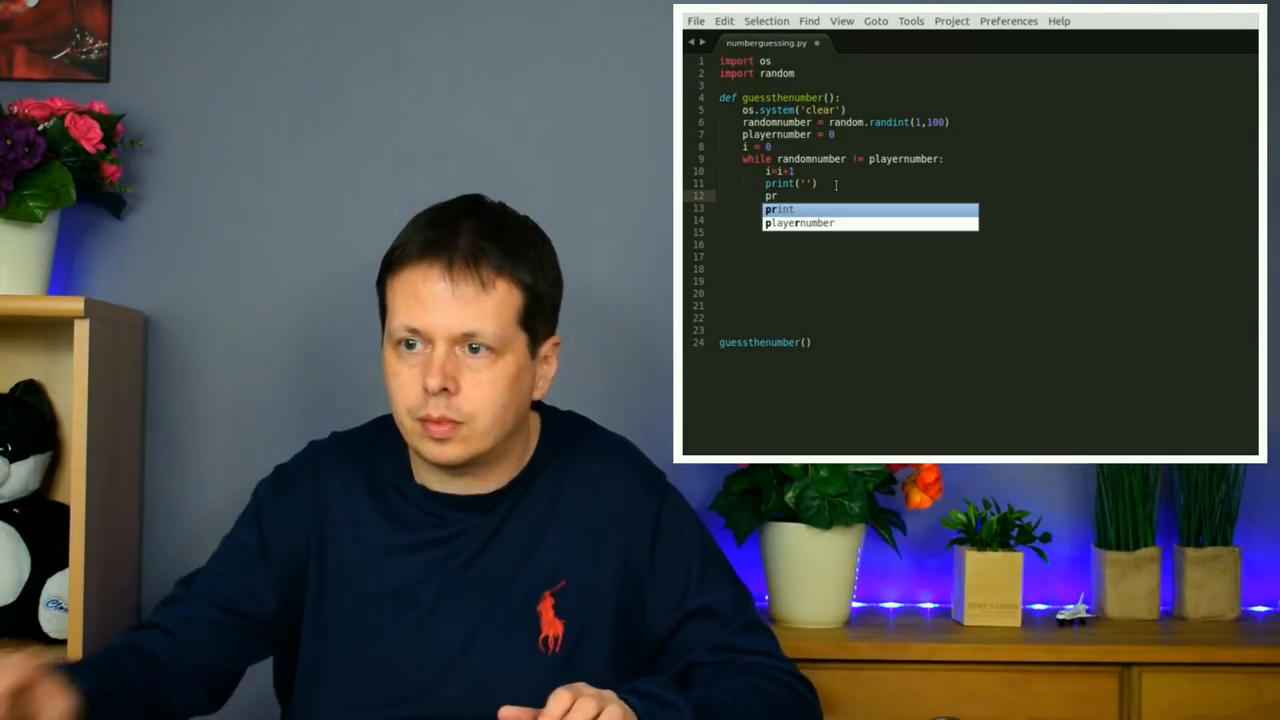 File Edit Selection Find View Goto Tools Project Preferences Help
numberguessing.py
1 import os
2 import random
3
4 def guessthenumber():
5 os.system('clear')
6 randomnumber = random.randint(1,100)
7 playernumber = 0
8 i = 0
9 while randomnumber != playernumber:
10 i=i+1
11 print('')
12 pr
13 print
14 playernumber
15
16
17
18
19
20
21
22
23
24 guessthenumber()
HERB GARDEN